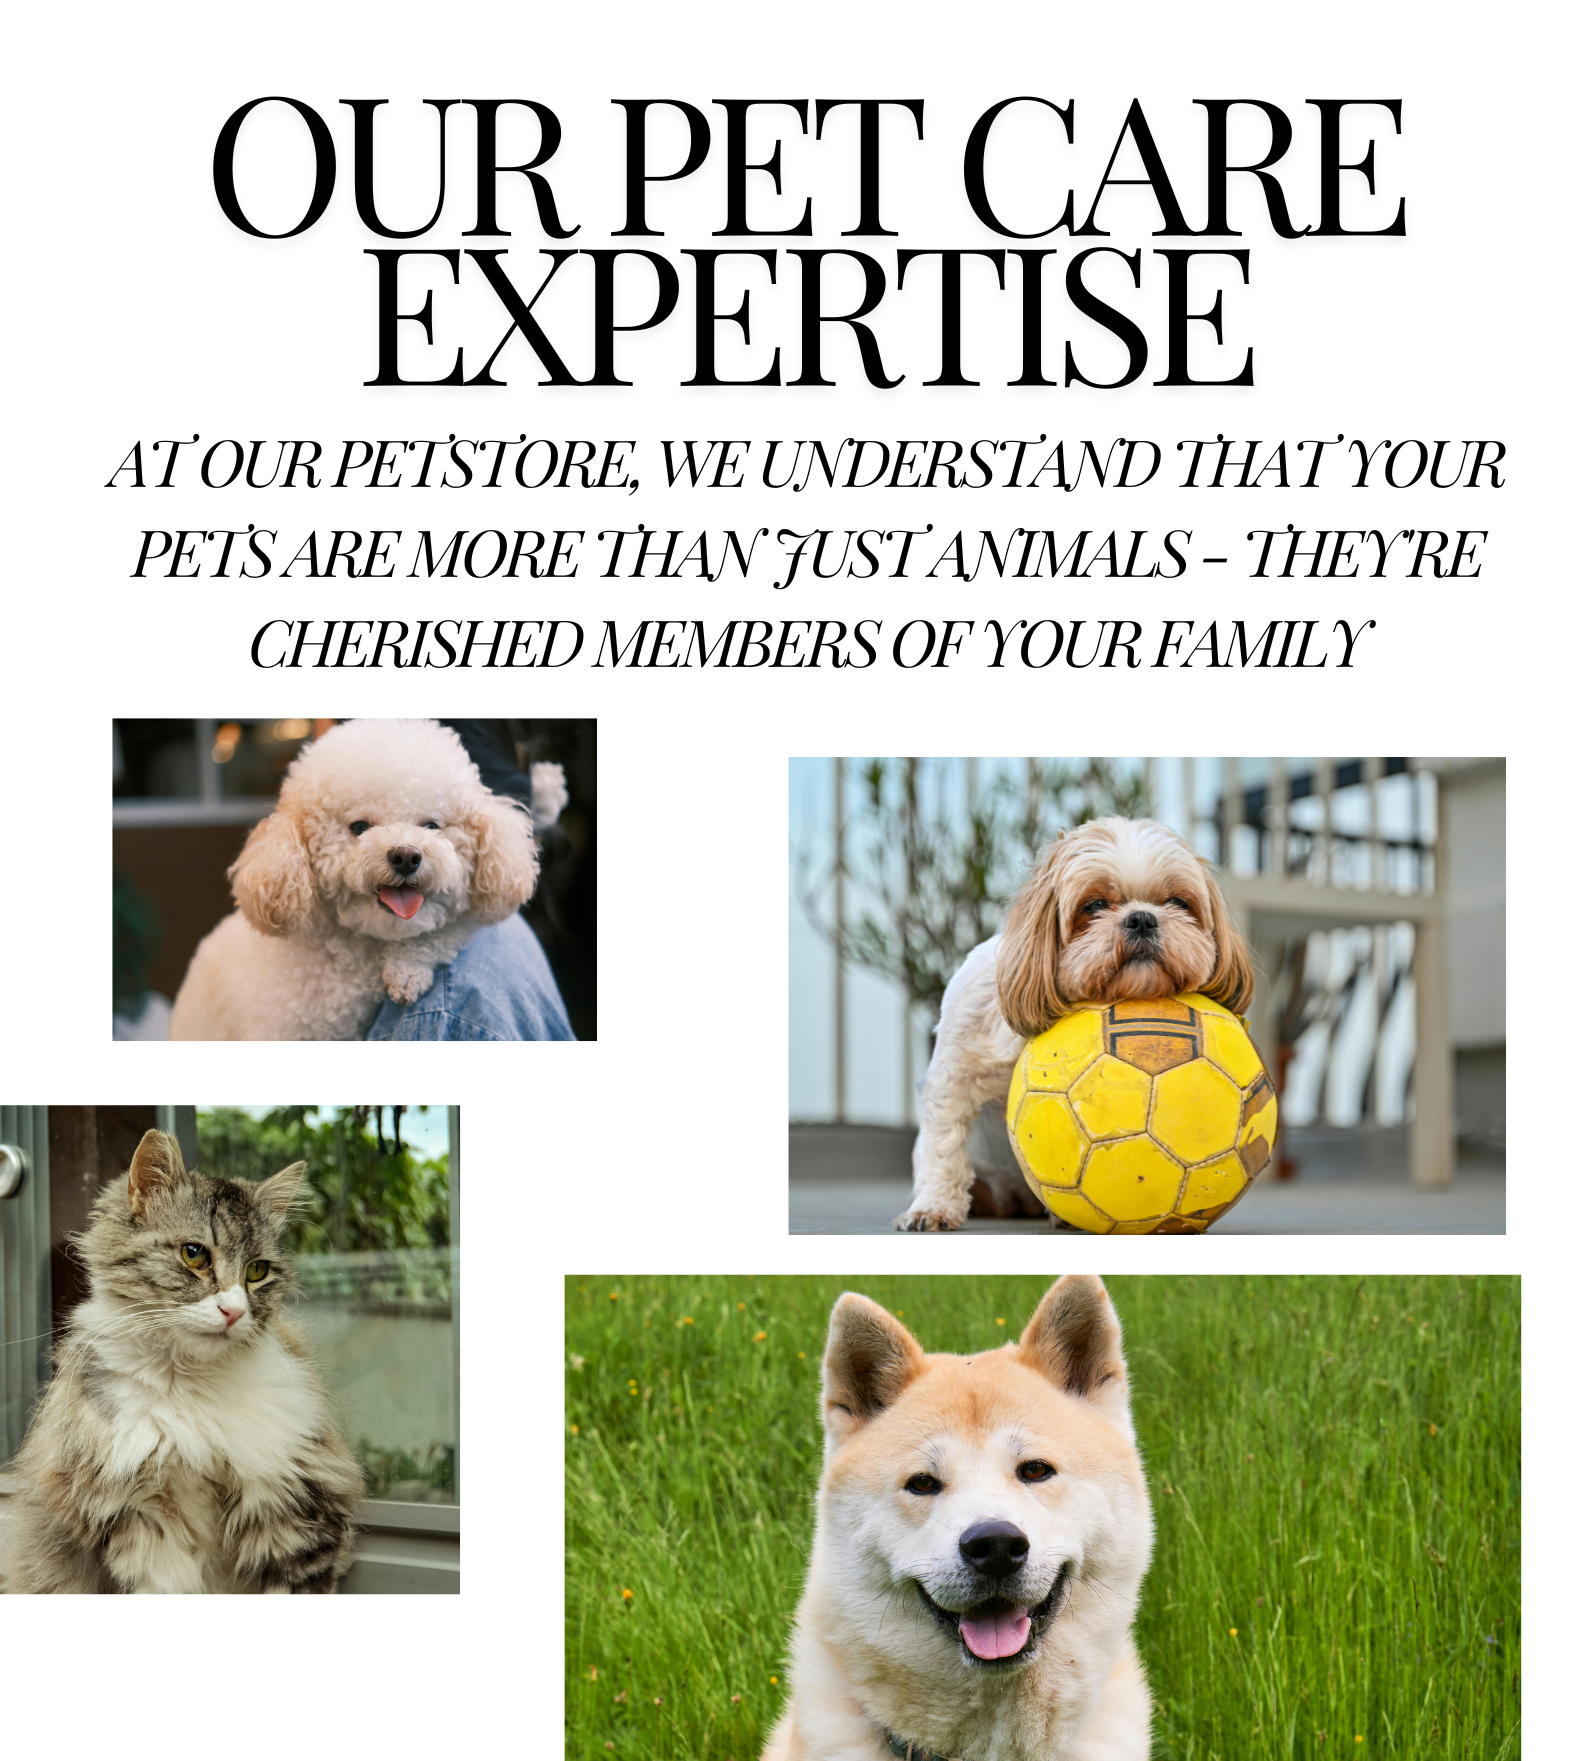 OUR PET CARE
EXPERTISE
AT OUR PETSTORE, WE UNDERSTAND THAT YOUR
PETS ARE MORE THAN JUST ANIMALS – THEY'RE
CHERISHED MEMBERS OF YOUR FAMILY